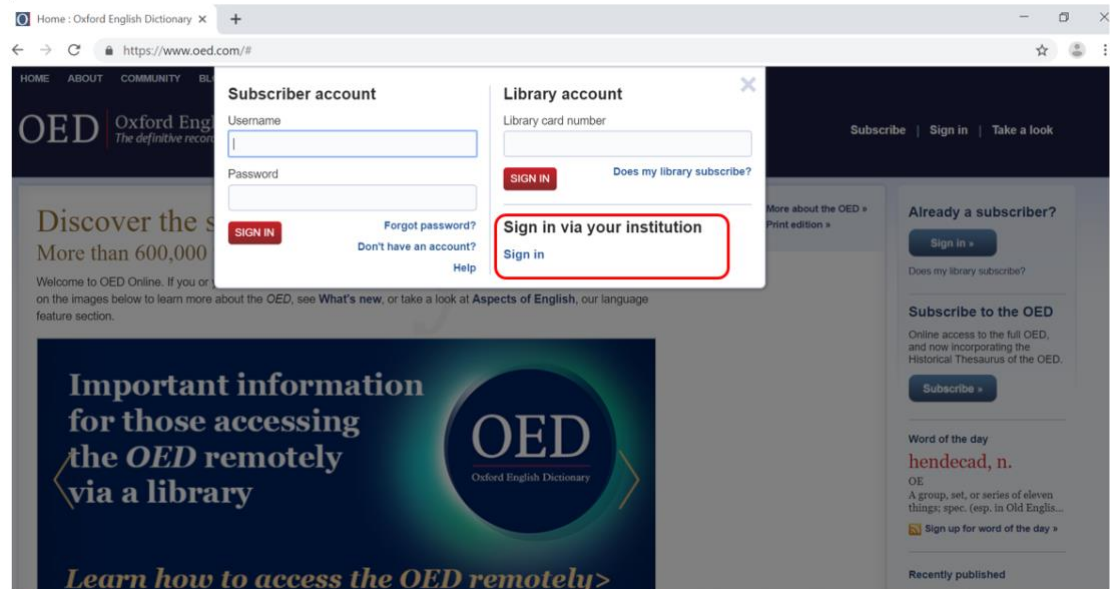 Home : Oxford English Dictionary
https://www.oed.com/#
HOME ABOUT COMMUNITY BL
OED Oxford Engl
The definitive record
Subscribe | Sign in | Take a look
Subscriber account
Username
Password
SIGN IN
Forgot password?
Don't have an account?
Help
Library account
Library card number
SIGN IN Does my library subscribe?
Sign in via your institution
Sign in
Discover the s
More than 600,000
Welcome to OED Online. If you or y
on the images below to learn more about the OED, see What's new, or take a look at Aspects of English, our language
feature section.
More about the OED »
Print edition »
Important information
for those accessing
the OED remotely
via a library
OED
Oxford English Dictionary
Learn how to access the OED remotely>
Already a subscriber?
Sign in »
Does my library subscribe?
Subscribe to the OED
Online access to the full OED,
and now incorporating the
Historical Thesaurus of the OED.
Subscribe »
Word of the day
hendecad, n.
OE
A group, set, or series of eleven
things; spec. (esp. in Old Englis...
Sign up for word of the day »
Recently published